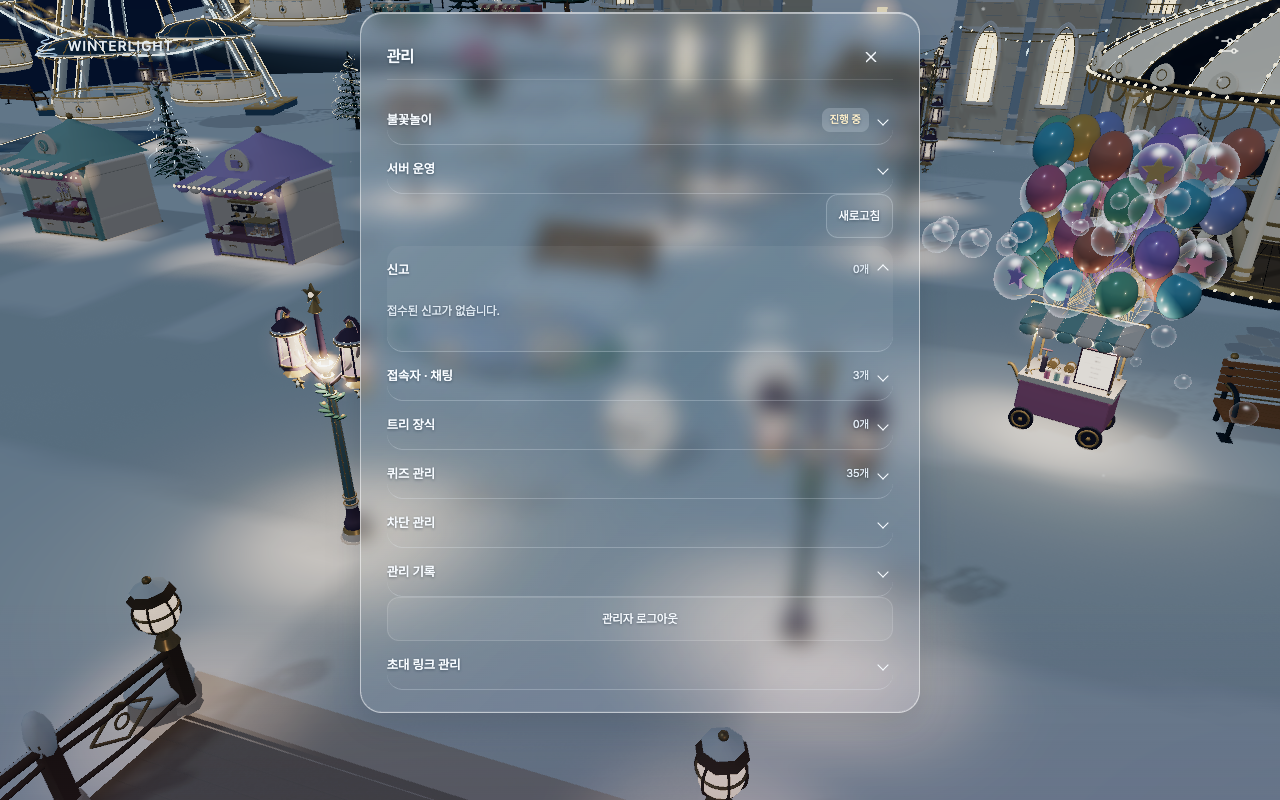 WINTERLIGHT
관리
불꽃놀이
진행 중
서버 운영
새로고침
신고
0개
접수된 신고가 없습니다.
접속자 · 채팅
3개
트리 장식
0개
퀴즈 관리
35개
차단 관리
관리 기록
관리자 로그아웃
초대 링크 관리